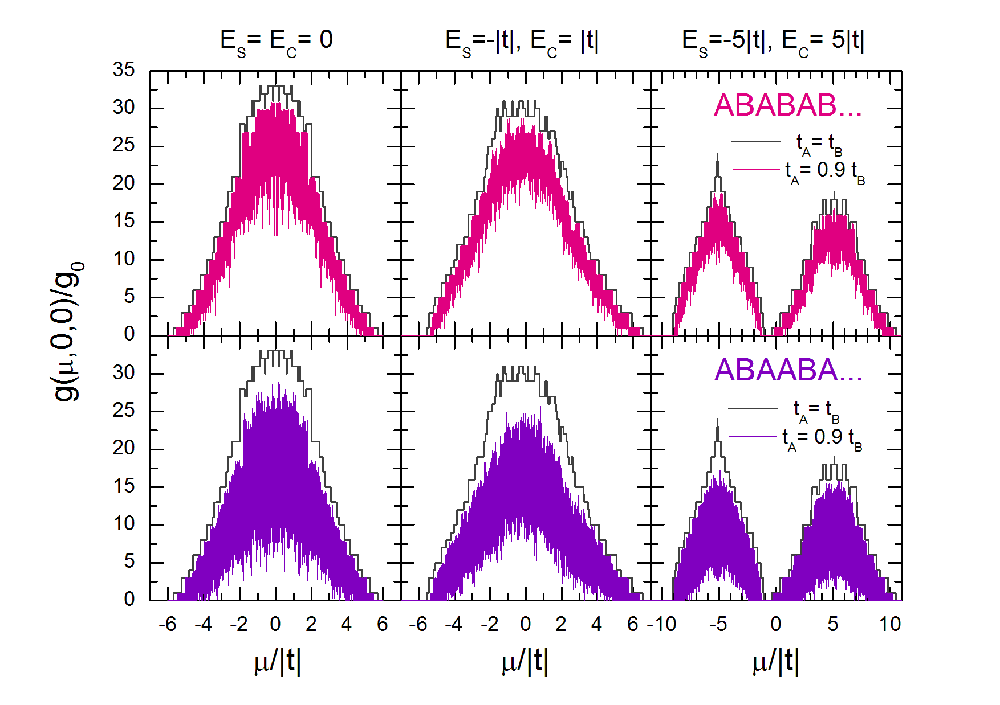 E_S= E_C= 0
E_S=-|t|, E_C= |t|
E_S=-5|t|, E_C= 5|t|
g(μ,0,0)/g_0
35
30
25
20
15
10
5
0
ABABAB...
t_A= t_B
t_A= 0.9 t_B
30
25
20
15
10
5
0
ABAABA...
t_A= t_B
t_A= 0.9 t_B
-6 -4 -2 0 2 4 6
-6 -4 -2 0 2 4 6
-10 -5 0 5 10
μ/|t|
μ/|t|
μ/|t|